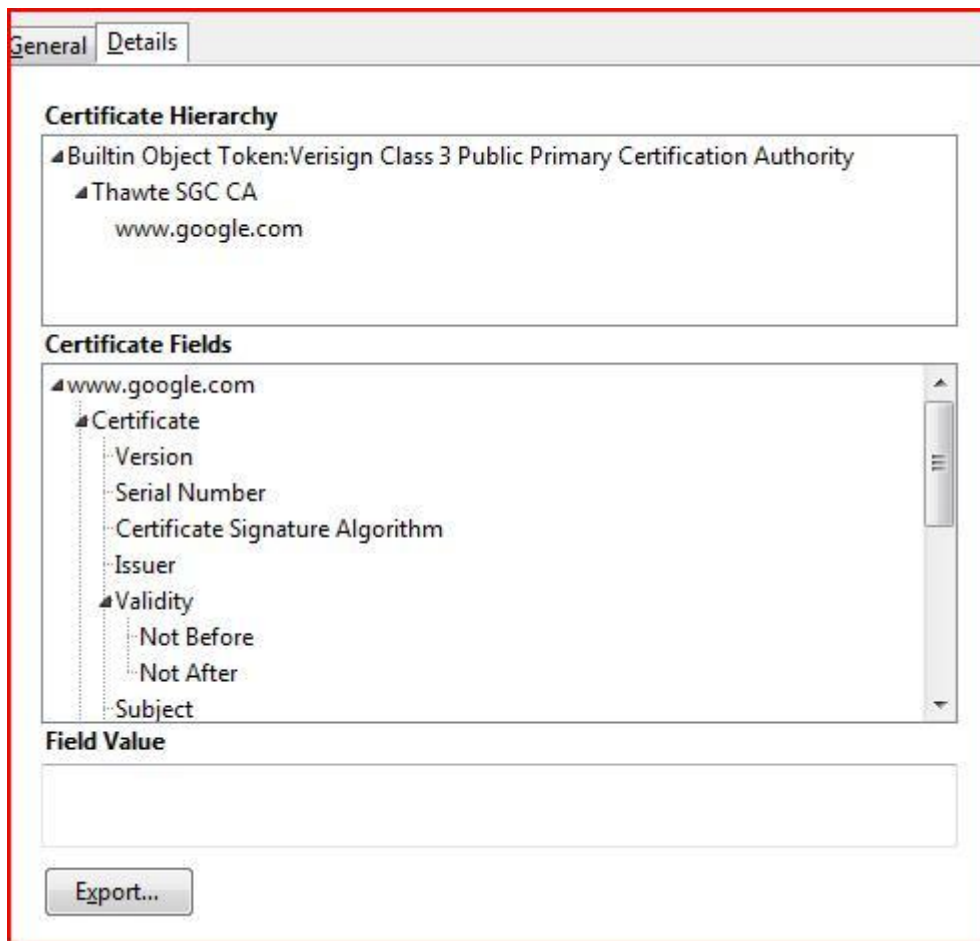 General Details
Certificate Hierarchy
Builtin Object Token:Verisign Class 3 Public Primary Certification Authority
Thawte SGC CA
www.google.com
Certificate Fields
www.google.com
Certificate
Version
Serial Number
Certificate Signature Algorithm
Issuer
Validity
Not Before
Not After
Subject
Field Value
Export...